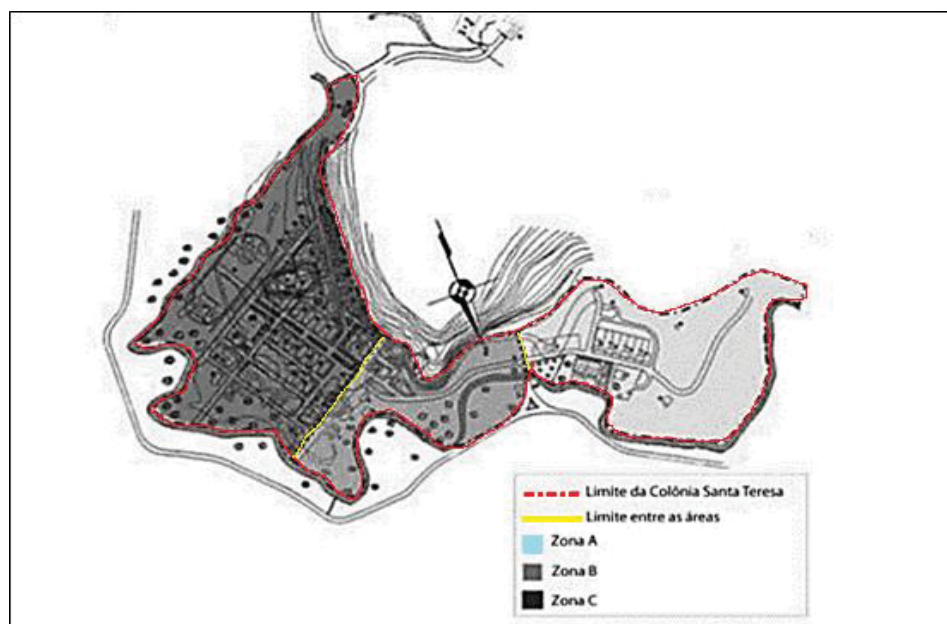 Limite da Colônia Santa Teresa
Limite entre as áreas
Zona A
Zona B
Zona C